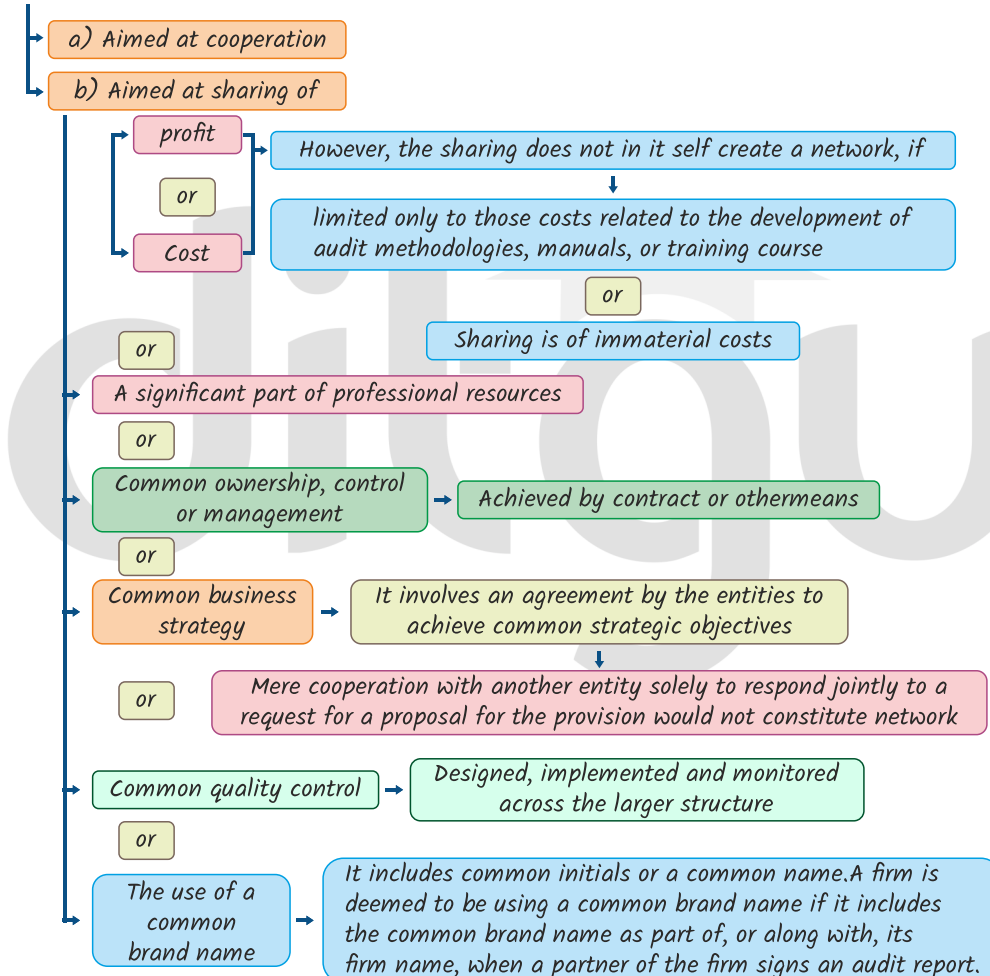 a) Aimed at cooperation
b) Aimed at sharing of
profit
However, the sharing does not in it self create a network, if
or
limited only to those costs related to the development of
audit methodologies, manuals, or training course
Cost
or
Sharing is of immaterial costs
or
A significant part of professional resources
or
Common ownership, control
or management
Achieved by contract or othermeans
or
Common business
strategy
It involves an agreement by the entities to
achieve common strategic objectives
or
Mere cooperation with another entity solely to respond jointly to a
request for a proposal for the provision would not constitute network
Common quality control
Designed, implemented and monitored
across the larger structure
or
The use of a
common
brand name
It includes common initials or a common name.A firm is
deemed to be using a common brand name if it includes
the common brand name as part of, or along with, its
firm name, when a partner of the firm signs an audit report.